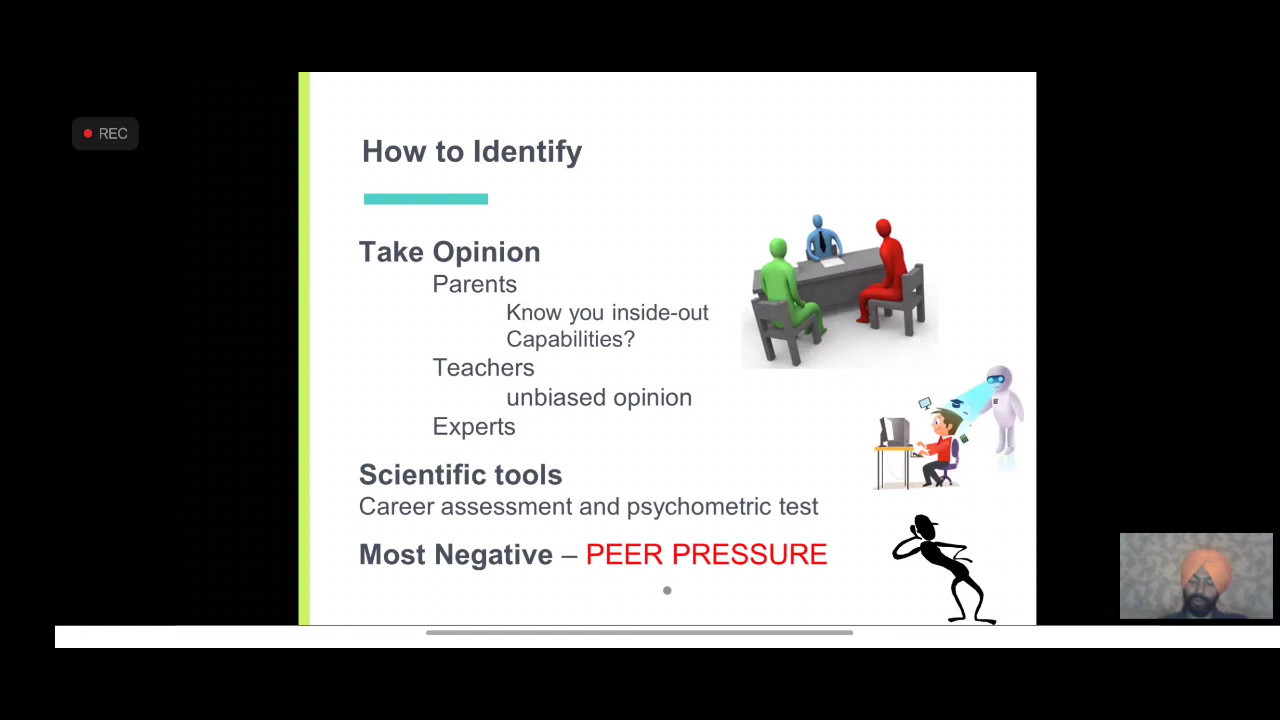 REC
How to Identify
Take Opinion
Parents
Know you inside-out
Capabilities?
Teachers
unbiased opinion
Experts
Scientific tools
Career assessment and psychometric test
Most Negative – PEER PRESSURE